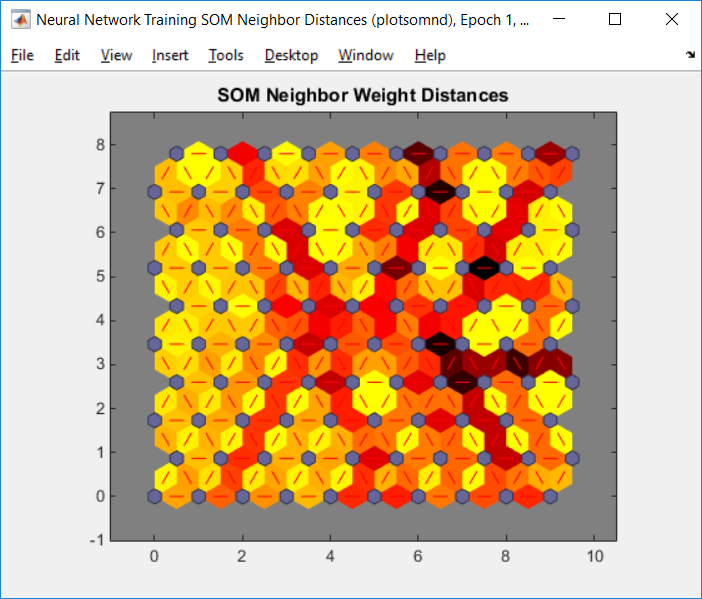 Neural Network Training SOM Neighbor Distances (plotsomnd), Epoch 1, ...
File Edit View Insert Tools Desktop Window Help
SOM Neighbor Weight Distances
8
7
6
5
4
3
2
1
0
-1
0 2 4 6 8 10